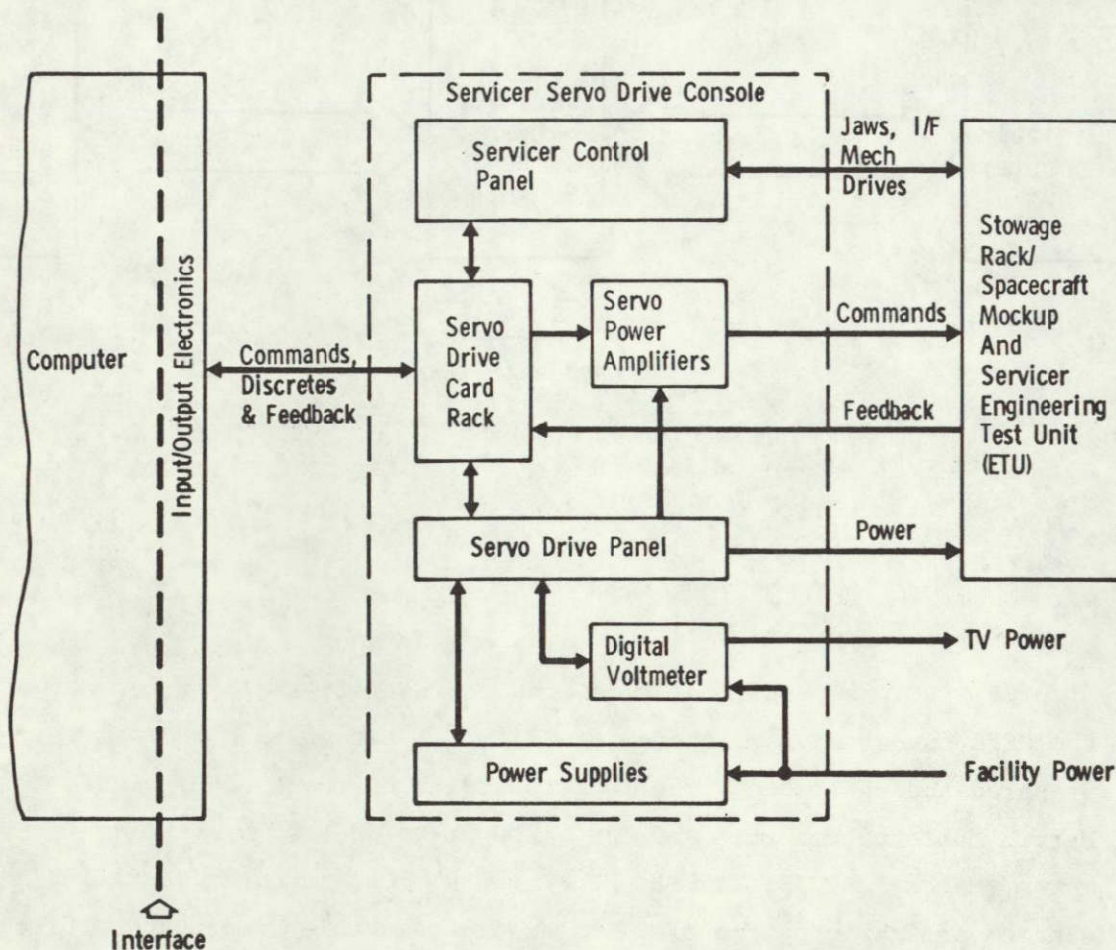 Servicer Servo Drive Console
Servicer Control
Panel
Jaws, I/F
Mech
Drives
Computer
Input/Output Electronics
Commands,
Discretes
& Feedback
Servo
Drive
Card
Rack
Servo
Power
Amplifiers
Commands
Feedback
Stowage
Rack/
Spacecraft
Mockup
And
Servicer
Engineering
Test Unit
(ETU)
Servo Drive Panel
Power
Digital
Voltmeter
TV Power
Power Supplies
Facility Power
Interface